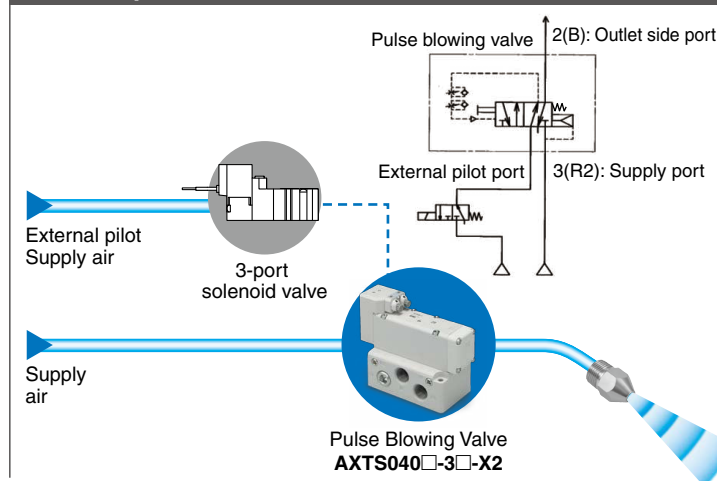 Pulse blowing valve
2(B): Outlet side port
External pilot port
3(R2): Supply port
External pilot
Supply air
3-port
solenoid valve
Supply
air
Pulse Blowing Valve
AXTS040□-3□-X2